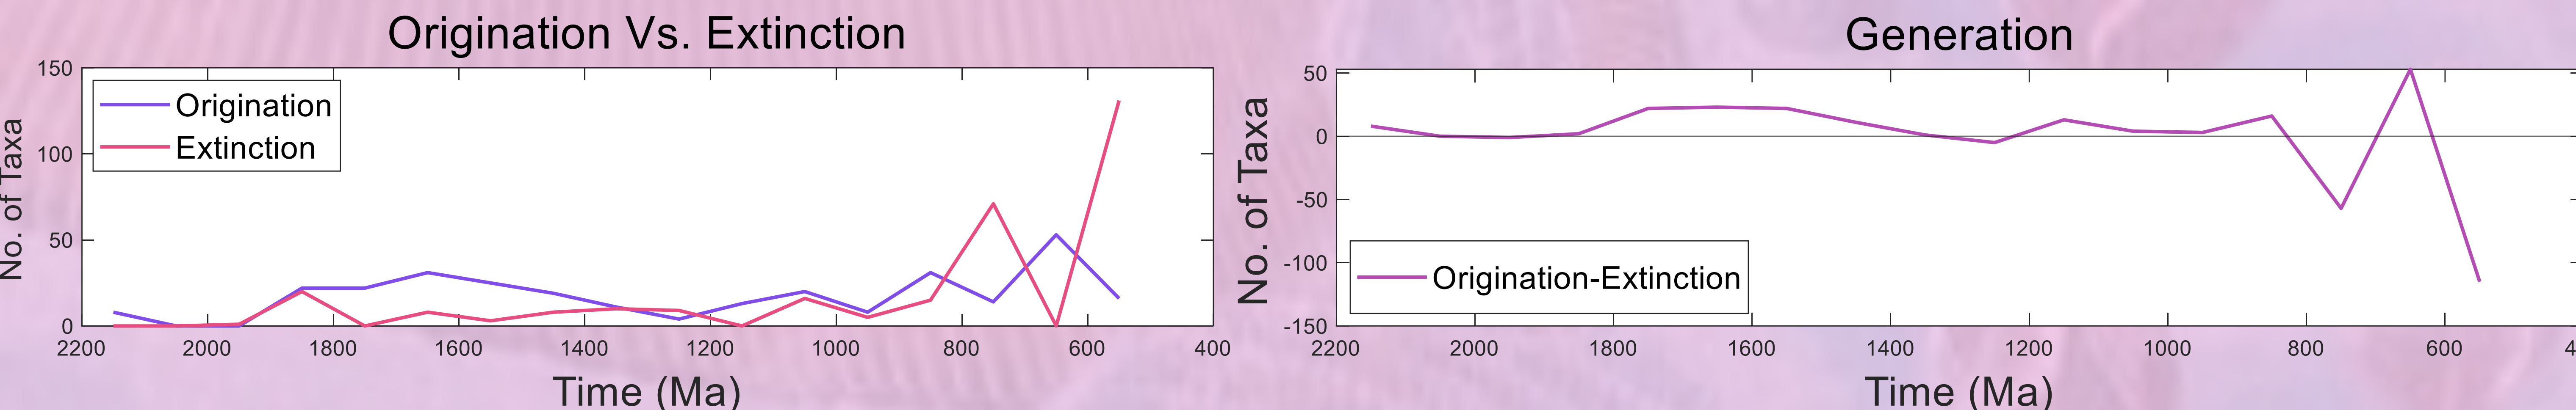 Origination Vs. Extinction
150
100
50
0
No. of Taxa
Origination
Extinction
2200 2000 1800 1600 1400 1200 1000 800 600 400
Time (Ma)
Generation
50
0
-50
-100
-150
No. of Taxa
Origination-Extinction
2200 2000 1800 1600 1400 1200 1000 800 600
Time (Ma)